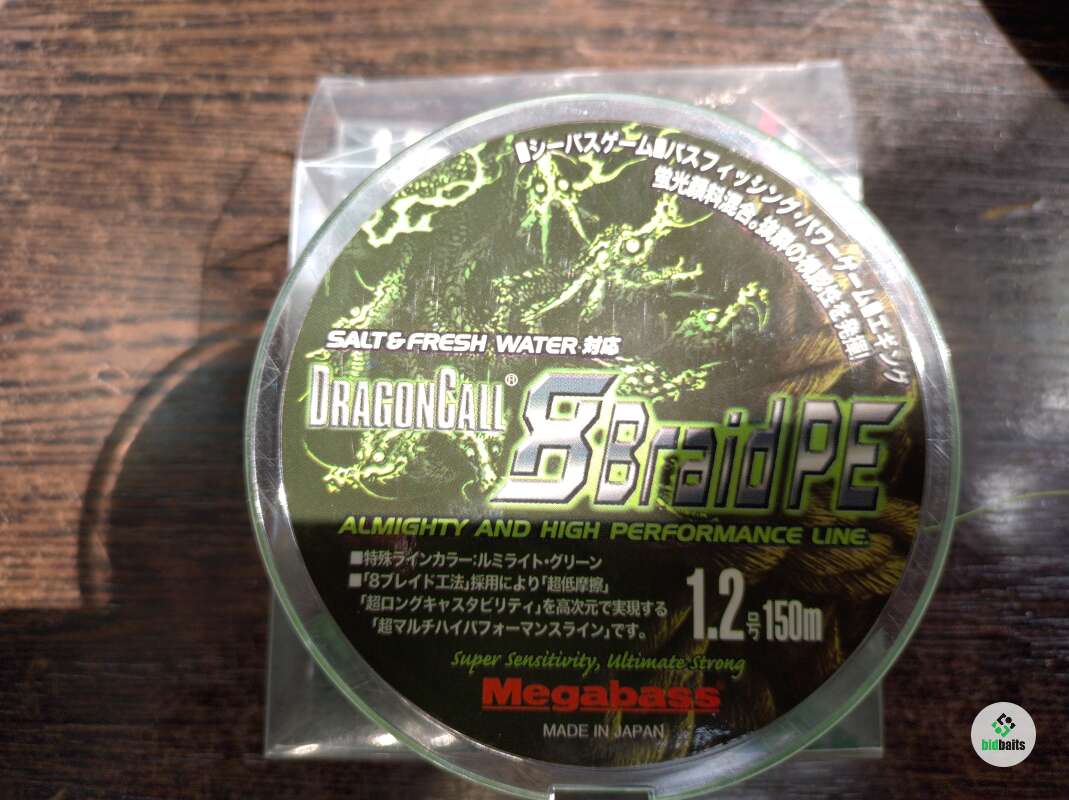 ■シーバスゲーム■バスフィッシング・パワーゲーム■エギング
蛍光顔料混合。抜群の視認性を発揮!
SALT & FRESH WATER 対応
DRAGONCALL®
8Braid PE
ALMIGHTY AND HIGH PERFORMANCE LINE.
■特殊ラインカラー:ルミライト・グリーン
■「8ブレイド工法」採用により「超低摩擦」
「超ロングキャスタビリティ」を高次元で実現する
「超マルチハイパフォーマンスライン」です。
1.2号 150m
Super Sensitivity, Ultimate Strong
Megabass®
MADE IN JAPAN
bidbaits